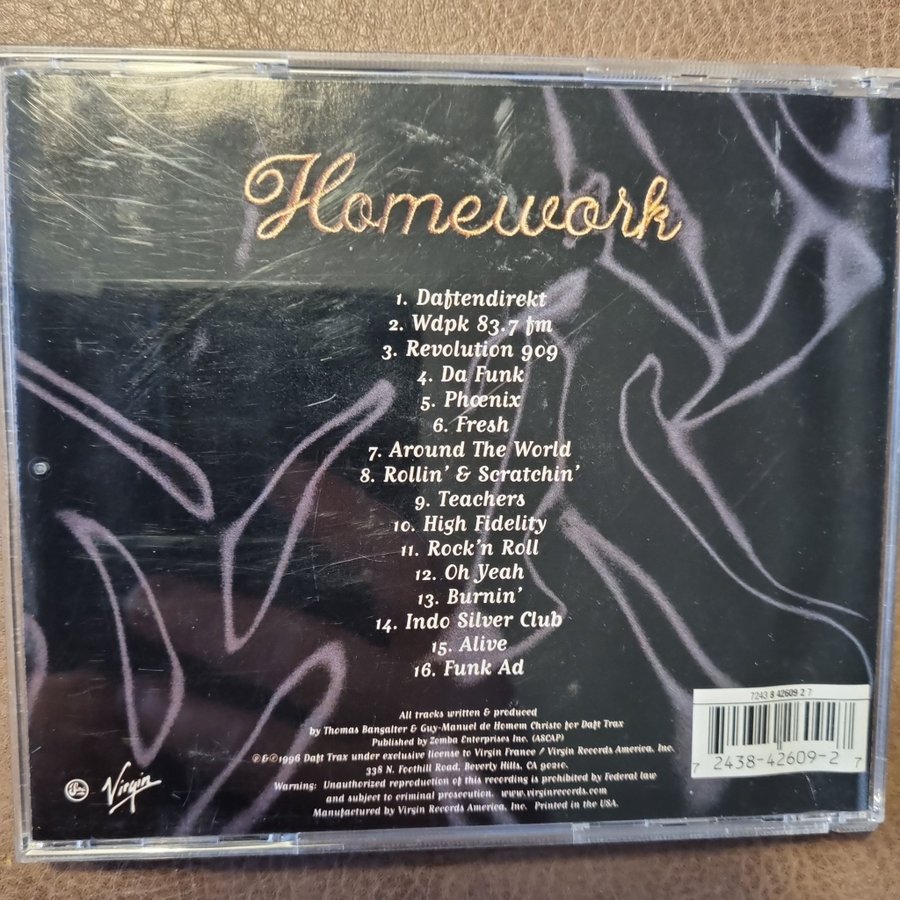 Homework
1. Daftendirekt
2. Wdpk 83.7 fm
3. Revolution 909
4. Da Funk
5. Phœnix
6. Fresh
7. Around The World
8. Rollin' & Scratchin'
9. Teachers
10. High Fidelity
11. Rock'n Roll
12. Oh Yeah
13. Burnin'
14. Indo Silver Club
15. Alive
16. Funk Ad
All tracks written & produced
by Thomas Bangalter & Guy-Manuel de Homem Christo for Daft Trax
Published by Zomba Enterprises Inc. (ASCAP)
℗&©1996 Daft Trax under exclusive license to Virgin France / Virgin Records America, Inc.
338 N. Foothill Road, Beverly Hills, CA 90210.
Warning: Unauthorized reproduction of this recording is prohibited by Federal law
and subject to criminal prosecution. www.virginrecords.com
Manufactured by Virgin Records America, Inc. Printed in the USA.
Virgin
7243 8 42609 2 7
7 2438-42609-2 7